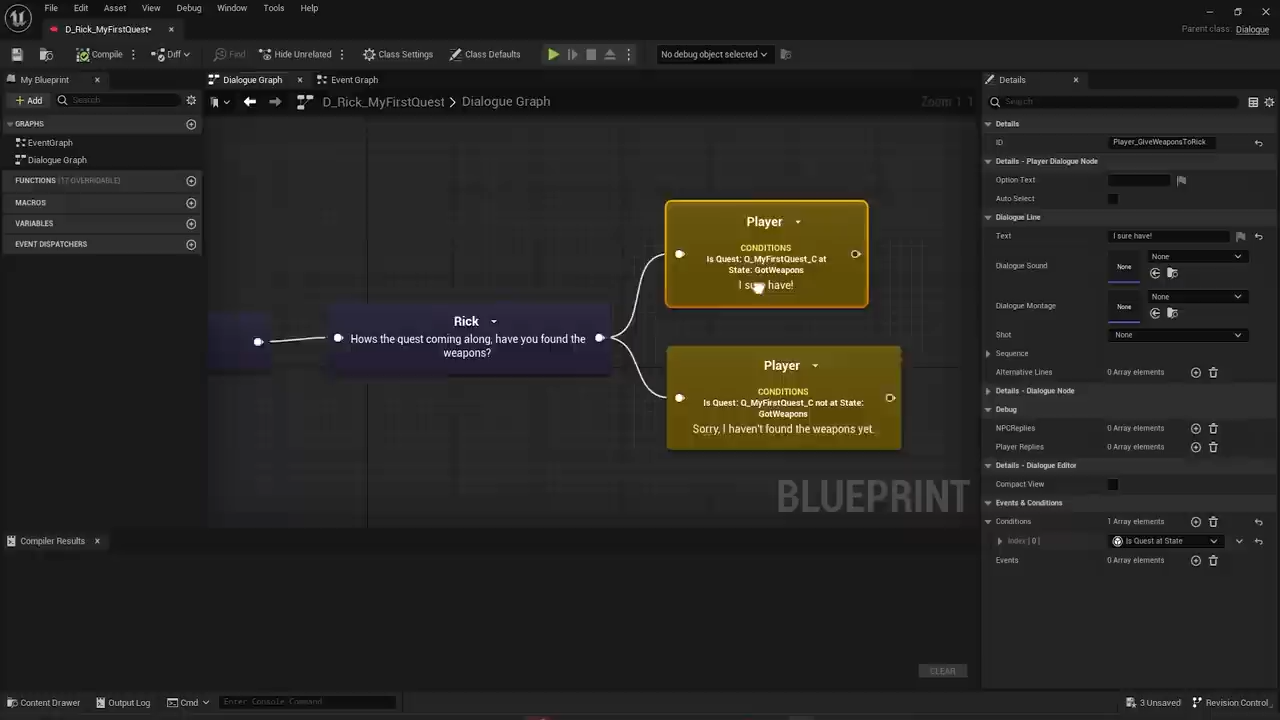 File Edit Asset View Debug Window Tools Help
D_Rick_MyFirstQuest•
Parent class: Dialogue
Compile Diff Find Hide Unrelated Class Settings Class Defaults No debug object selected
My Blueprint
Dialogue Graph Event Graph
Details
Add Search
D_Rick_MyFirstQuest > Dialogue Graph
Zoom 1:1
Search
GRAPHS
EventGraph
Dialogue Graph
FUNCTIONS (17 OVERRIDABLE)
MACROS
VARIABLES
EVENT DISPATCHERS
Rick
Hows the quest coming along, have you found the
weapons?
Player
CONDITIONS
Is Quest: Q_MyFirstQuest_C at
State: GotWeapons
I sure have!
Player
CONDITIONS
Is Quest: Q_MyFirstQuest_C not at State:
GotWeapons
Sorry, I haven't found the weapons yet.
BLUEPRINT
Details
ID Player_GiveWeaponsToRick
Details - Player Dialogue Node
Option Text
Auto Select
Dialogue Line
Text I sure have!
Dialogue Sound None None
Dialogue Montage None None
Shot None
Sequence
Alternative Lines 0 Array elements
Details - Dialogue Node
Debug
NPCReplies 0 Array elements
Player Replies 0 Array elements
Details - Dialogue Editor
Compact View
Events & Conditions
Conditions 1 Array elements
Index [ 0 ] Is Quest at State
Events 0 Array elements
Compiler Results
CLEAR
Content Drawer Output Log Cmd Enter Console Command 3 Unsaved Revision Control